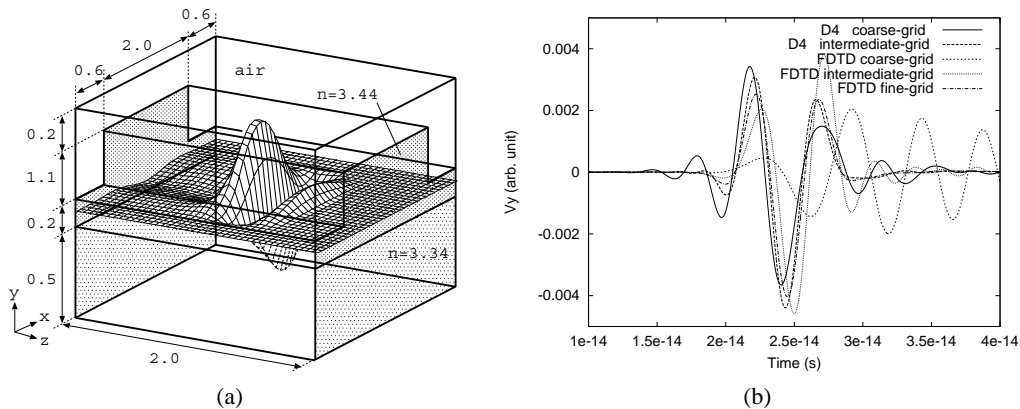 0.6
2.0
0.6
air
n=3.44
0.2
1.1
0.2
0.5
n=3.34
y
x
z
2.0
(a)
D4 coarse-grid
D4 intermediate-grid
FDTD coarse-grid
FDTD intermediate-grid
FDTD fine-grid
0.004
0.002
0
-0.002
-0.004
Vy (arb. unit)
1e-14 1.5e-14 2e-14 2.5e-14 3e-14 3.5e-14 4e-14
Time (s)
(b)